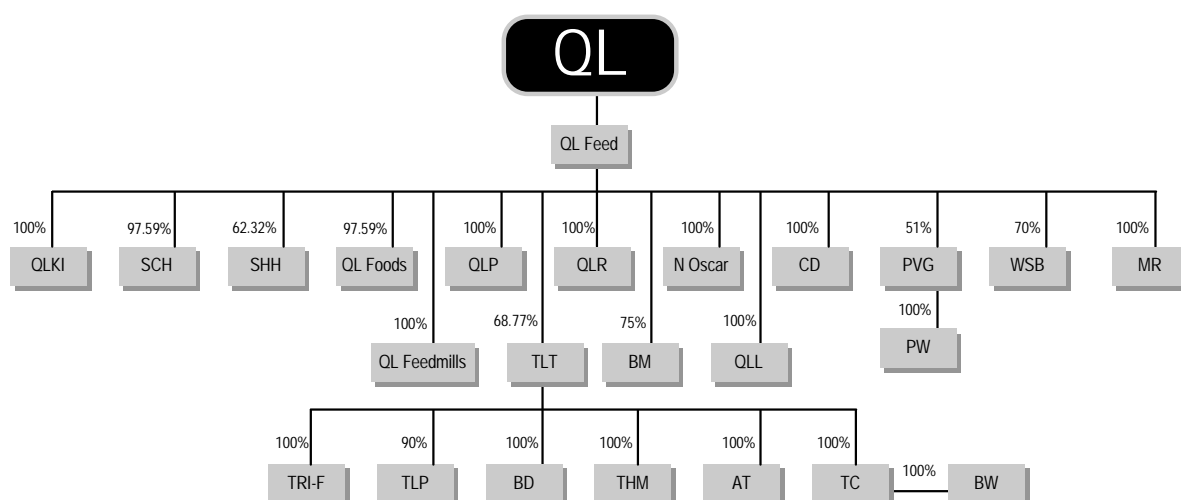 QL
QL Feed
100% 97.59% 62.32% 97.59% 100% 100% 100% 100% 51% 70% 100%
QLKI SCH SHH QL Foods QLP QLR N Oscar CD PVG WSB MR
100% 68.77% 75% 100% 100%
QL Feedmills TLT BM QLL PW
100% 90% 100% 100% 100% 100% 100%
TRI-F TLP BD THM AT TC BW